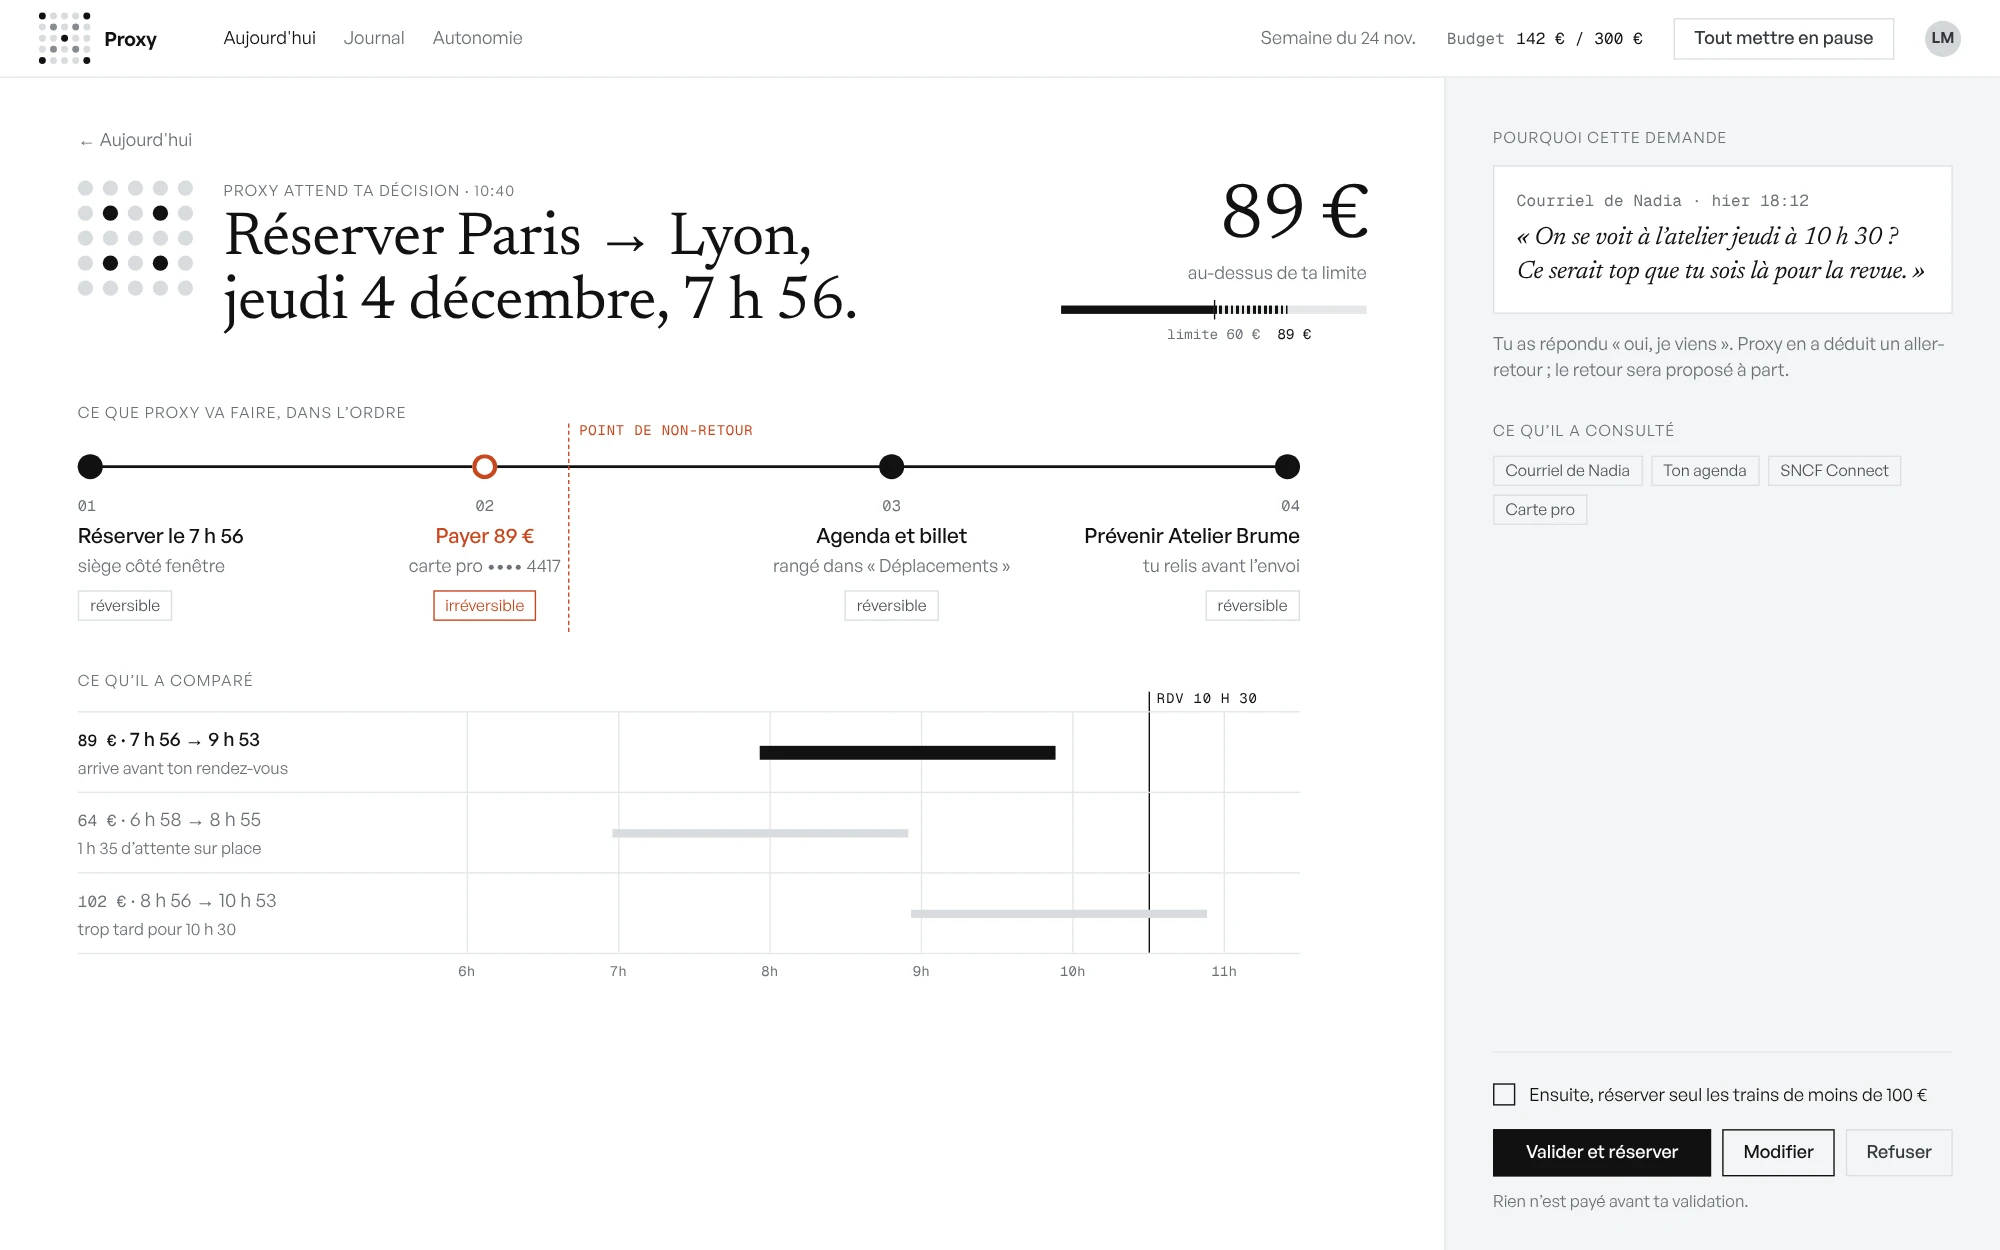 Proxy
Aujourd'hui
Journal
Autonomie
Semaine du 24 nov.
Budget 142 € / 300 €
Tout mettre en pause
LM
← Aujourd'hui
PROXY ATTEND TA DÉCISION · 10:40
Réserver Paris → Lyon,
jeudi 4 décembre, 7 h 56.
89 €
au-dessus de ta limite
limite 60 € 89 €
CE QUE PROXY VA FAIRE, DANS L’ORDRE
POINT DE NON-RETOUR
01
Réserver le 7 h 56
siège côté fenêtre
réversible
02
Payer 89 €
carte pro •••• 4417
irréversible
03
Agenda et billet
rangé dans « Déplacements »
réversible
04
Prévenir Atelier Brume
tu relis avant l’envoi
réversible
CE QU’IL A COMPARÉ
RDV 10 H 30
89 € · 7 h 56 → 9 h 53
arrive avant ton rendez-vous
64 € · 6 h 58 → 8 h 55
1 h 35 d’attente sur place
102 € · 8 h 56 → 10 h 53
trop tard pour 10 h 30
6h 7h 8h 9h 10h 11h
POURQUOI CETTE DEMANDE
Courriel de Nadia · hier 18:12
« On se voit à l’atelier jeudi à 10 h 30 ?
Ce serait top que tu sois là pour la revue. »
Tu as répondu « oui, je viens ». Proxy en a déduit un aller-
retour ; le retour sera proposé à part.
CE QU’IL A CONSULTÉ
Courriel de Nadia
Ton agenda
SNCF Connect
Carte pro
Ensuite, réserver seul les trains de moins de 100 €
Valider et réserver
Modifier
Refuser
Rien n’est payé avant ta validation.